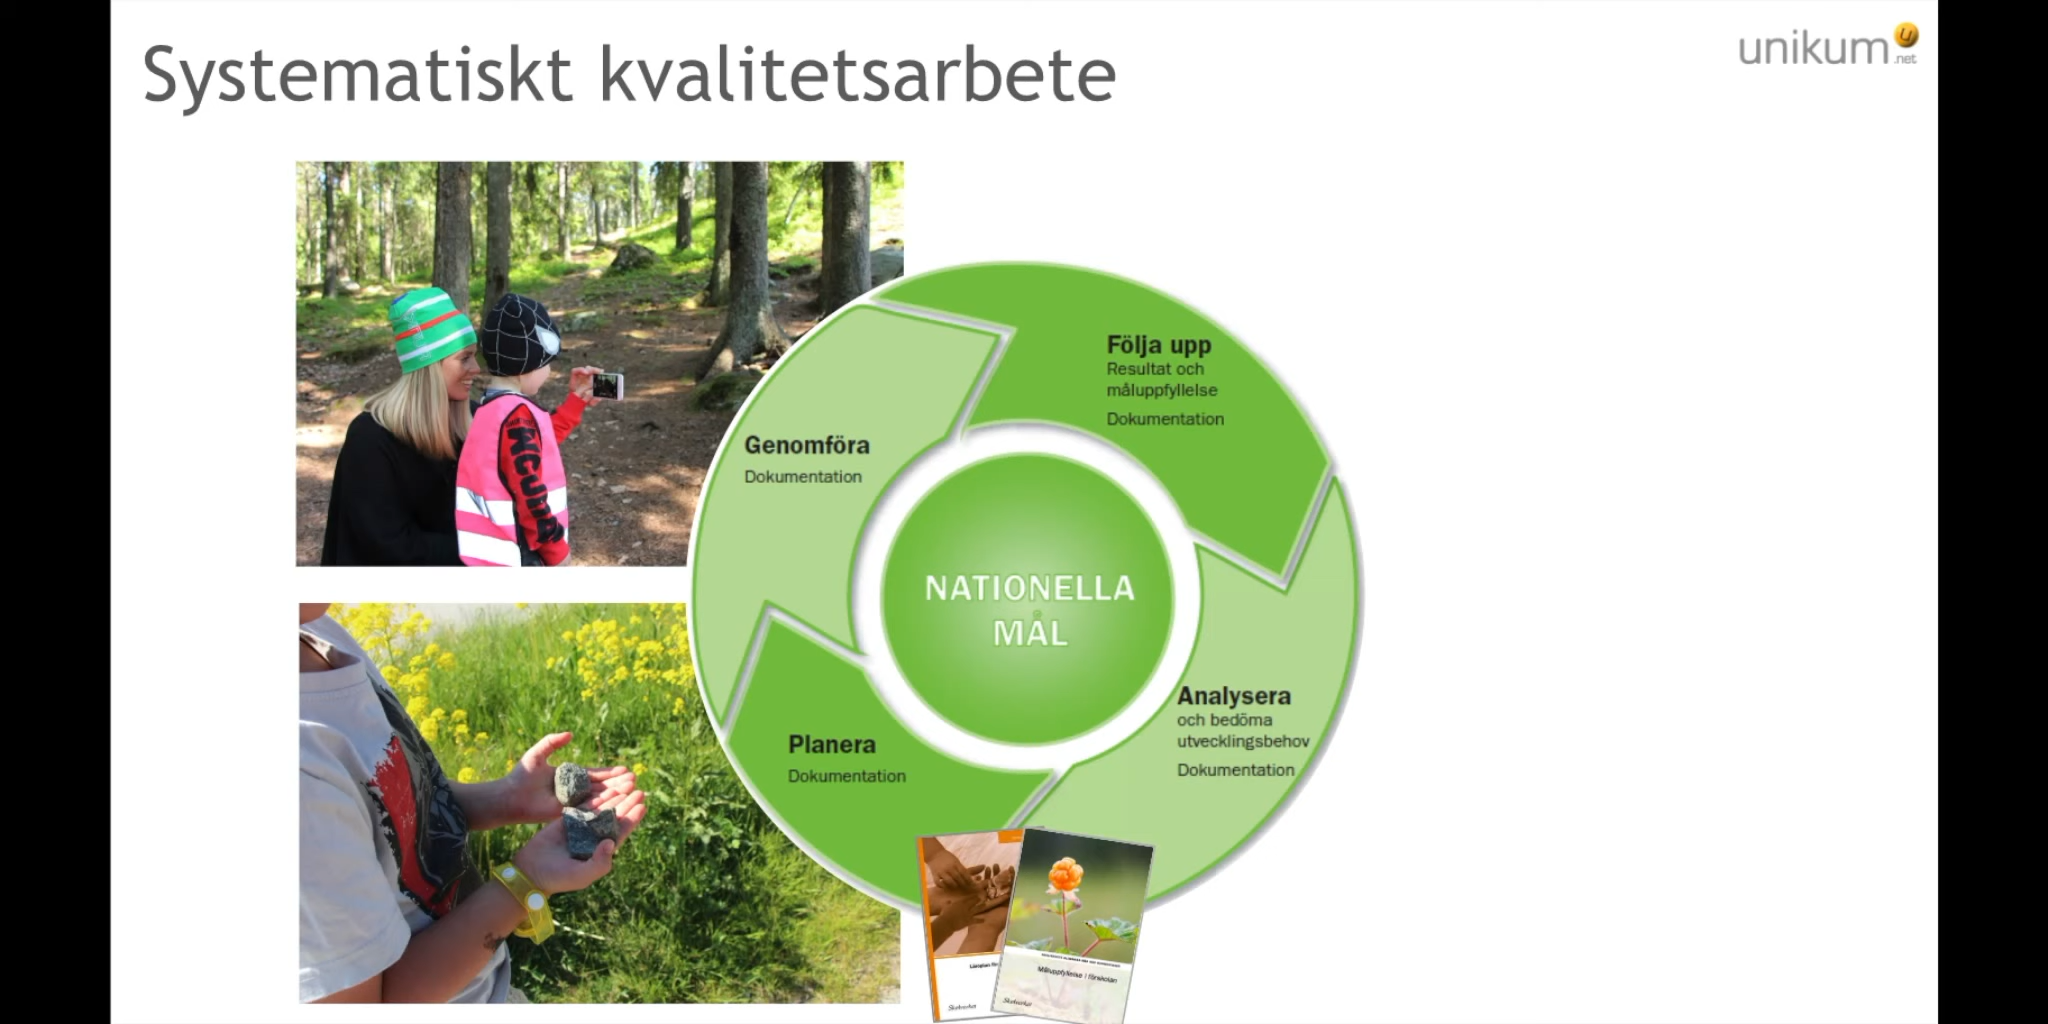 Systematiskt kvalitetsarbete
unikum
.net
Följa upp
Resultat och
måluppfyllelse
Dokumentation
Genomföra
Dokumentation
NATIONELLA
MÅL
Analysera
och bedöma
utvecklingsbehov
Dokumentation
Planera
Dokumentation
Måluppfyllelse i förskolan
Skolverket
Skolverket